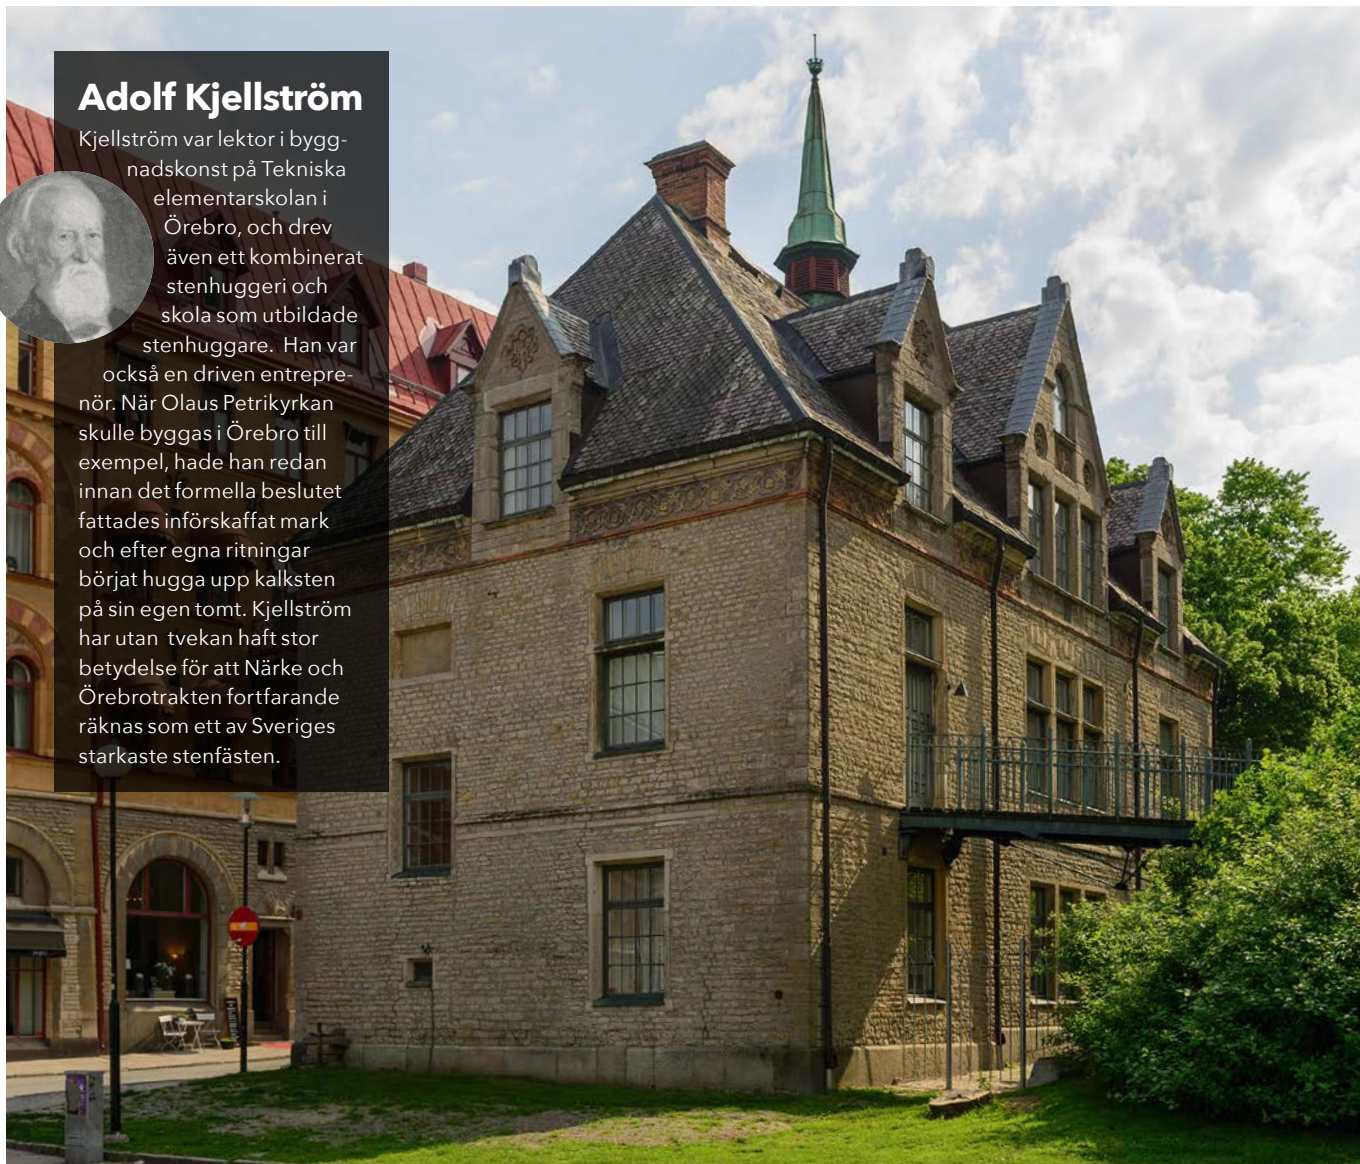 Adolf Kjellström
Kjellström var lektor i bygg-
nadskonst på Tekniska
elementarskolan i
Örebro, och drev
även ett kombinerat
stenhuggeri och
skola som utbildade
stenhuggare. Han var
också en driven entrepre-
nör. När Olaus Petrikyrkan
skulle byggas i Örebro till
exempel, hade han redan
innan det formella beslutet
fattades införskaffat mark
och efter egna ritningar
börjat hugga upp kalksten
på sin egen tomt. Kjellström
har utan tvekan haft stor
betydelse för att Närke och
Örebrotrakten fortfarande
räknas som ett av Sveriges
starkaste stenfästen.